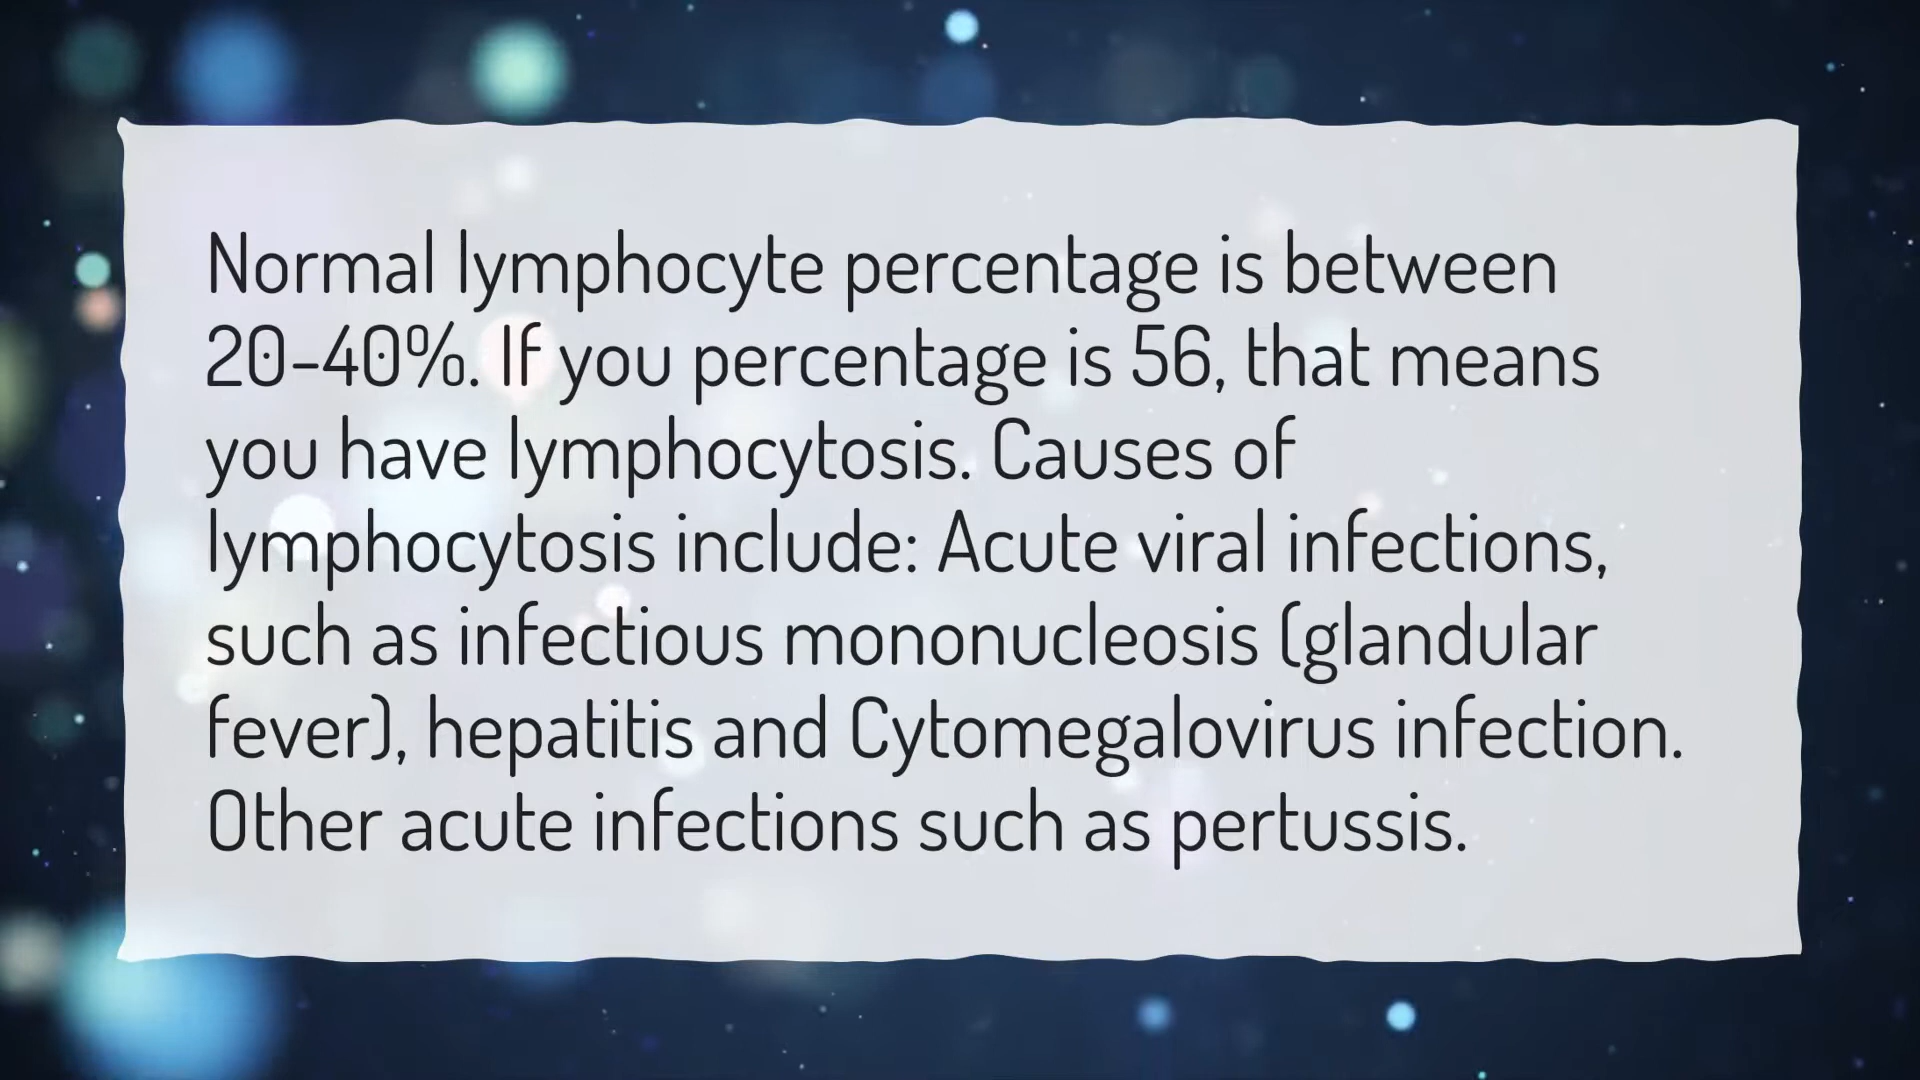 Normal lymphocyte percentage is between
20-40%. If you percentage is 56, that means
you have lymphocytosis. Causes of
lymphocytosis include: Acute viral infections,
such as infectious mononucleosis (glandular
fever), hepatitis and Cytomegalovirus infection.
Other acute infections such as pertussis.